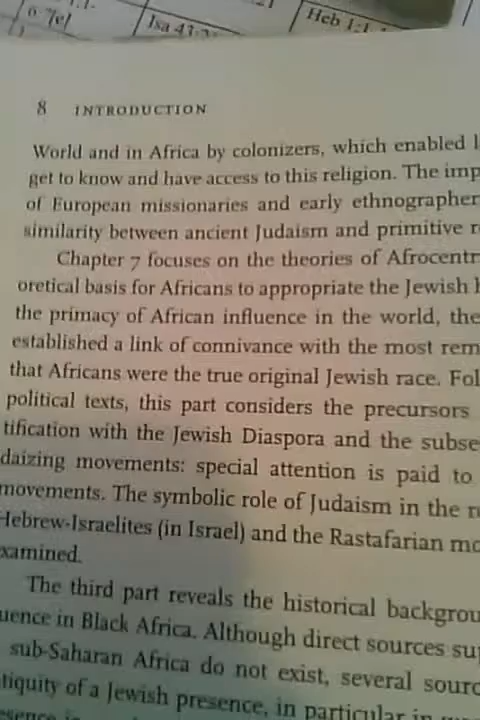 Isa 43:
Heb 1:1
8 INTRODUCTION
World and in Africa by colonizers, which enabled
get to know and have access to this religion. The imp
of European missionaries and early ethnographer
similarity between ancient Judaism and primitive r
Chapter 7 focuses on the theories of Afrocentr
oretical basis for Africans to appropriate the Jewish
the primacy of African influence in the world, the
established a link of connivance with the most rem
that Africans were the true original Jewish race. Fol
political texts, this part considers the precursors
tification with the Jewish Diaspora and the subse
daizing movements: special attention is paid to
movements. The symbolic role of Judaism in the r
Hebrew-Israelites (in Israel) and the Rastafarian mo
xamined.
The third part reveals the historical backgrou
uence in Black Africa. Although direct sources sup
sub-Saharan Africa do not exist, several sourc
tiquity of a Jewish presence, in particular in